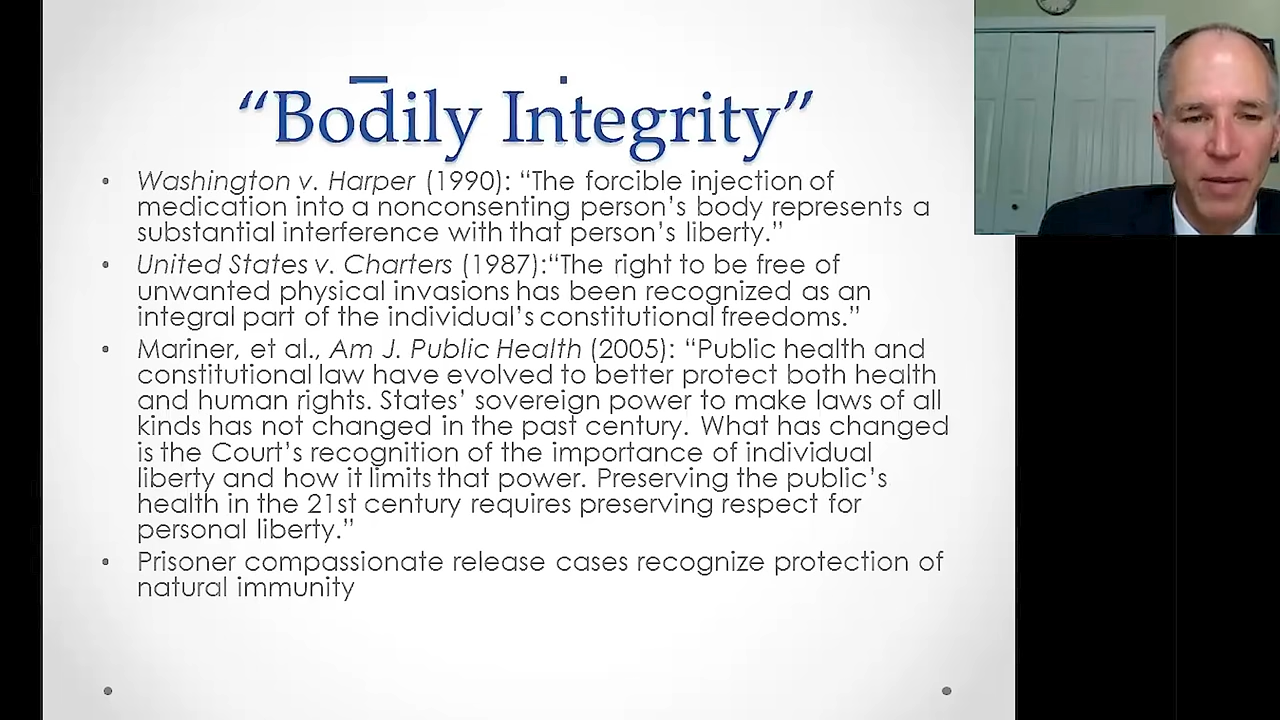 “Bodily Integrity”
• Washington v. Harper (1990): “The forcible injection of
medication into a nonconsenting person’s body represents a
substantial interference with that person’s liberty.”
• United States v. Charters (1987):“The right to be free of
unwanted physical invasions has been recognized as an
integral part of the individual’s constitutional freedoms.”
• Mariner, et al., Am J. Public Health (2005): “Public health and
constitutional law have evolved to better protect both health
and human rights. States’ sovereign power to make laws of all
kinds has not changed in the past century. What has changed
is the Court’s recognition of the importance of individual
liberty and how it limits that power. Preserving the public’s
health in the 21st century requires preserving respect for
personal liberty.”
• Prisoner compassionate release cases recognize protection of
natural immunity